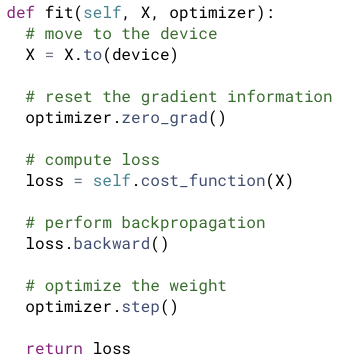 def fit(self, X, optimizer):
  # move to the device
  X = X.to(device)

  # reset the gradient information
  optimizer.zero_grad()

  # compute loss
  loss = self.cost_function(X)

  # perform backpropagation
  loss.backward()

  # optimize the weight
  optimizer.step()

  return loss